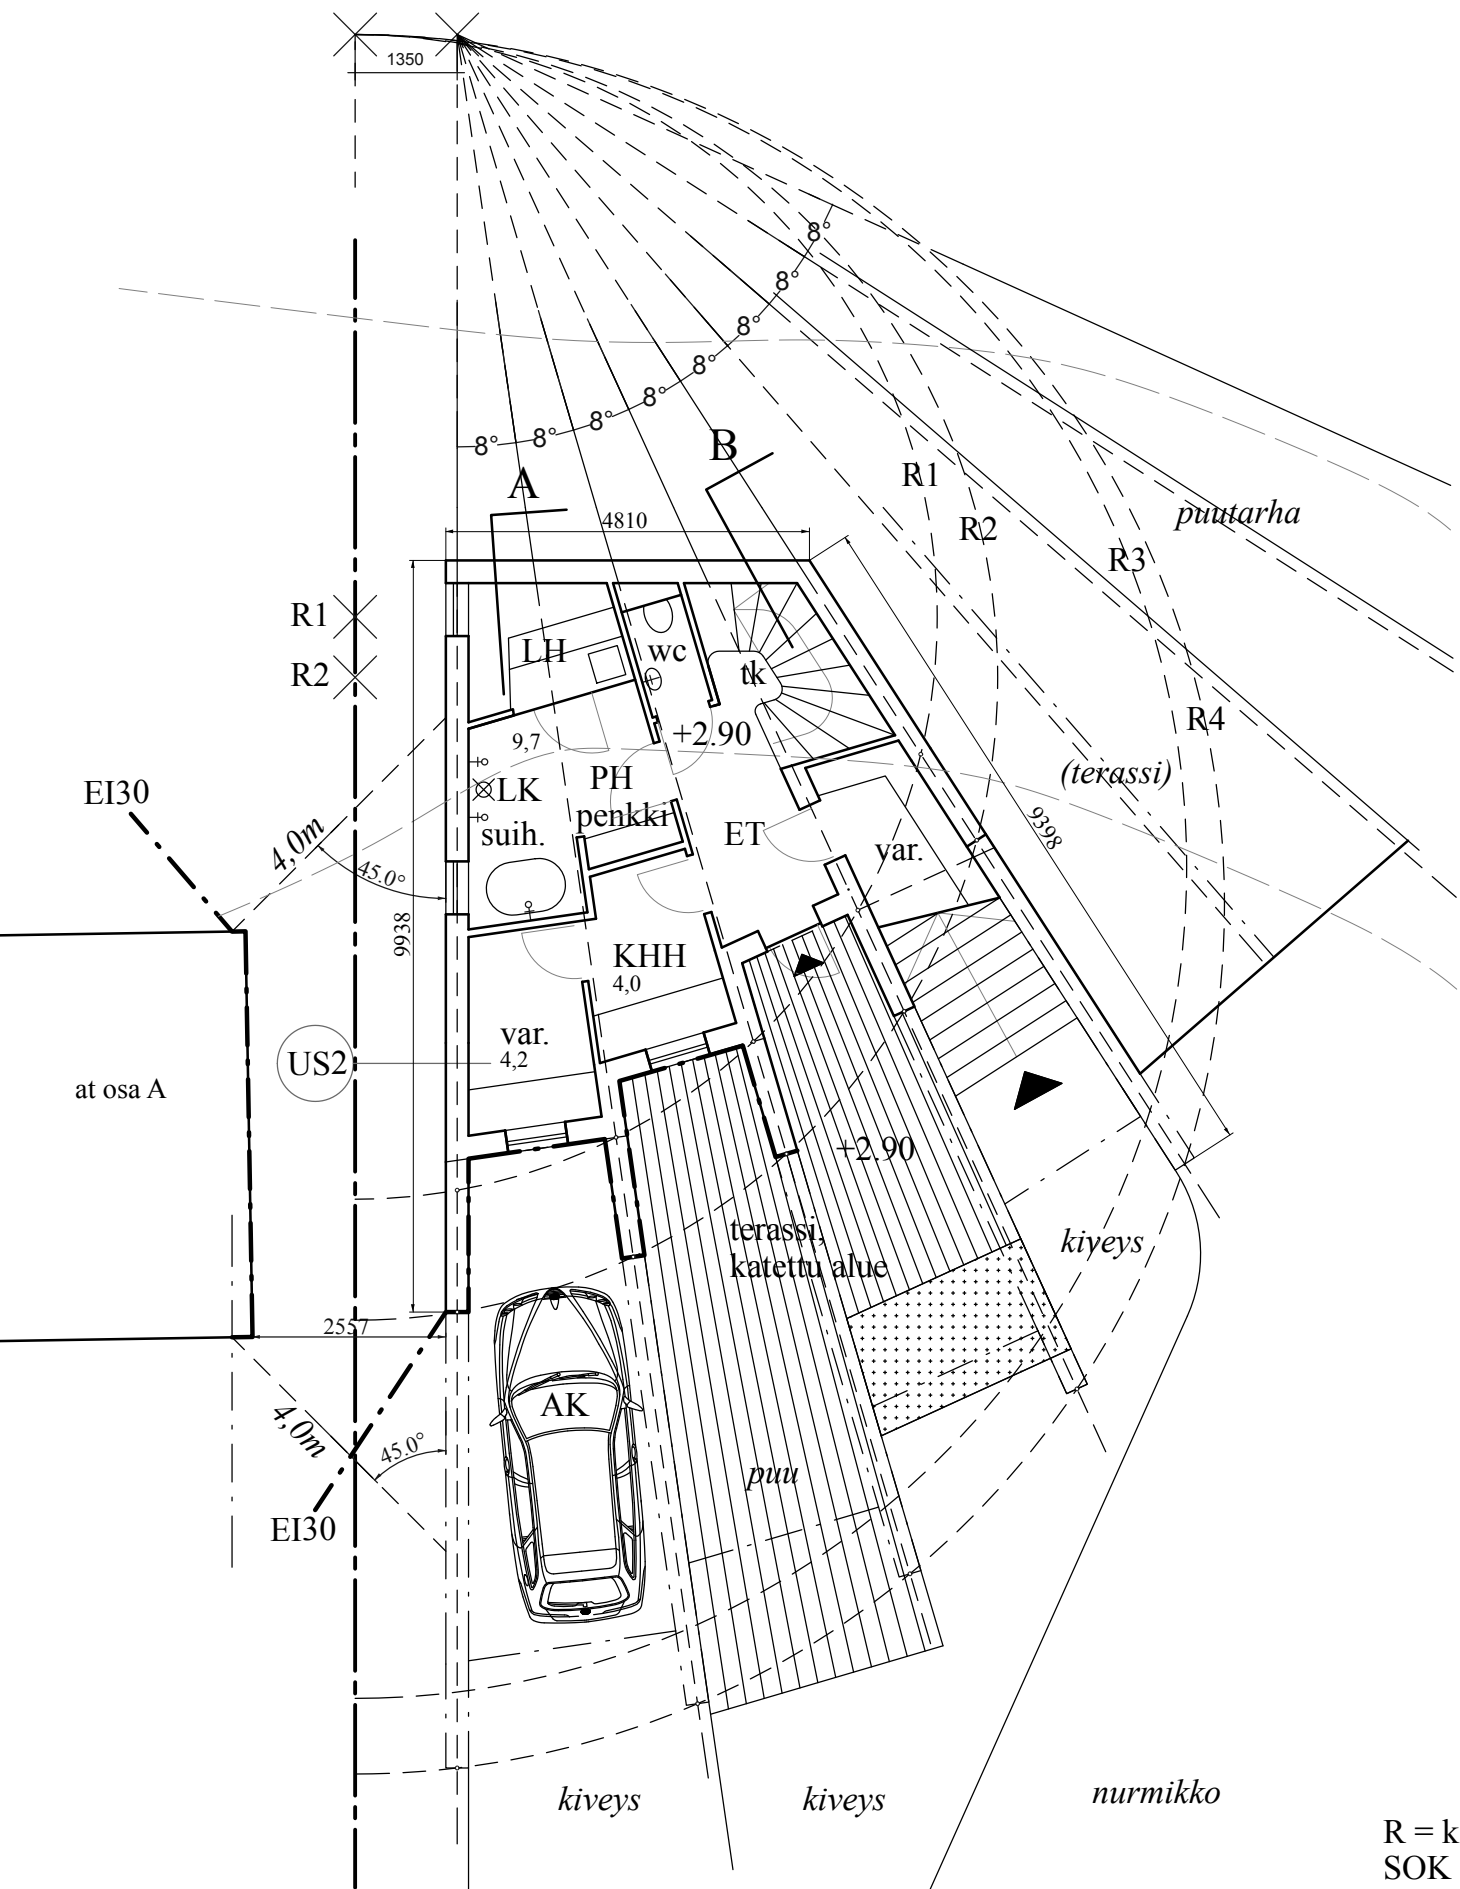 1350
8°
8°
8°
8°
8°
8°
8°
8°
A
B
4810
R1
R2
R3
R4
puutarha
R1
R2
LH
wc
tk
9,7
+2.90
EI30
PH
LK
penkki
suih.
ET
var.
(terassi)
9398
4,0m
45.0°
9938
KHH
4,0
var.
4,2
US2
at osa A
+2.90
terassi,
katettu alue
kiveys
2557
4,0m
45.0°
AK
puu
EI30
kiveys
kiveys
nurmikko
R = k
SOK